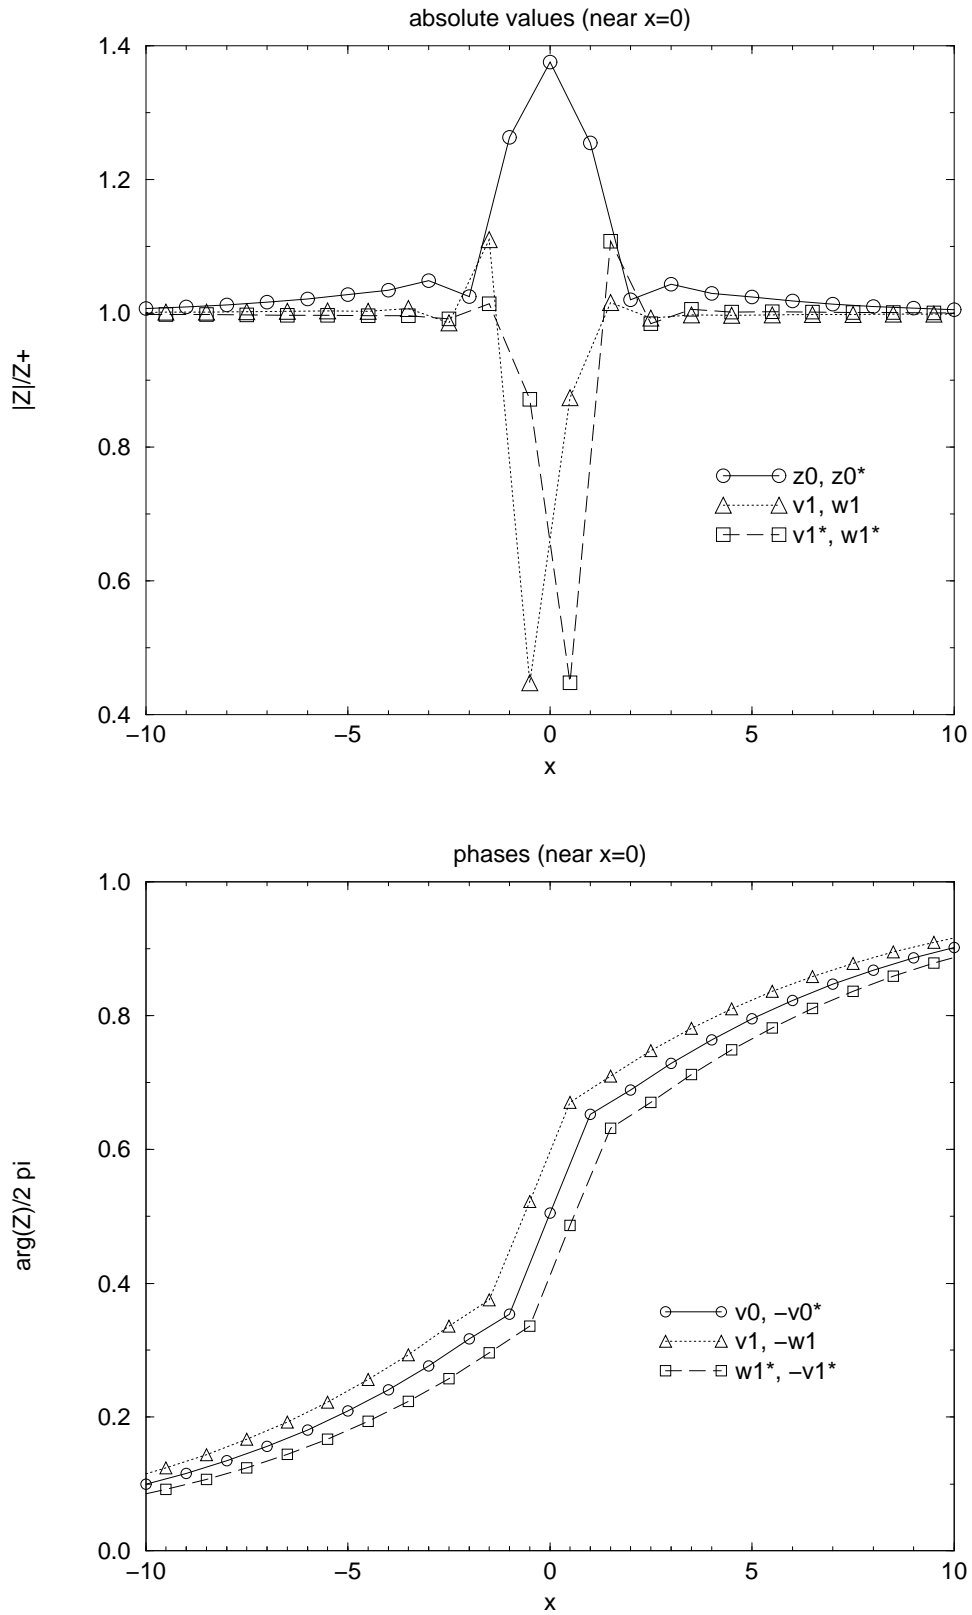 absolute values (near x=0)
1.4
1.2
1.0
0.8
0.6
0.4
|Z|/Z+
z0, z0*
v1, w1
v1*, w1*
−10 −5 0 5 10
x
phases (near x=0)
1.0
0.8
0.6
0.4
0.2
0.0
arg(Z)/2 pi
v0, −v0*
v1, −w1
w1*, −v1*
−10 −5 0 5 10
x